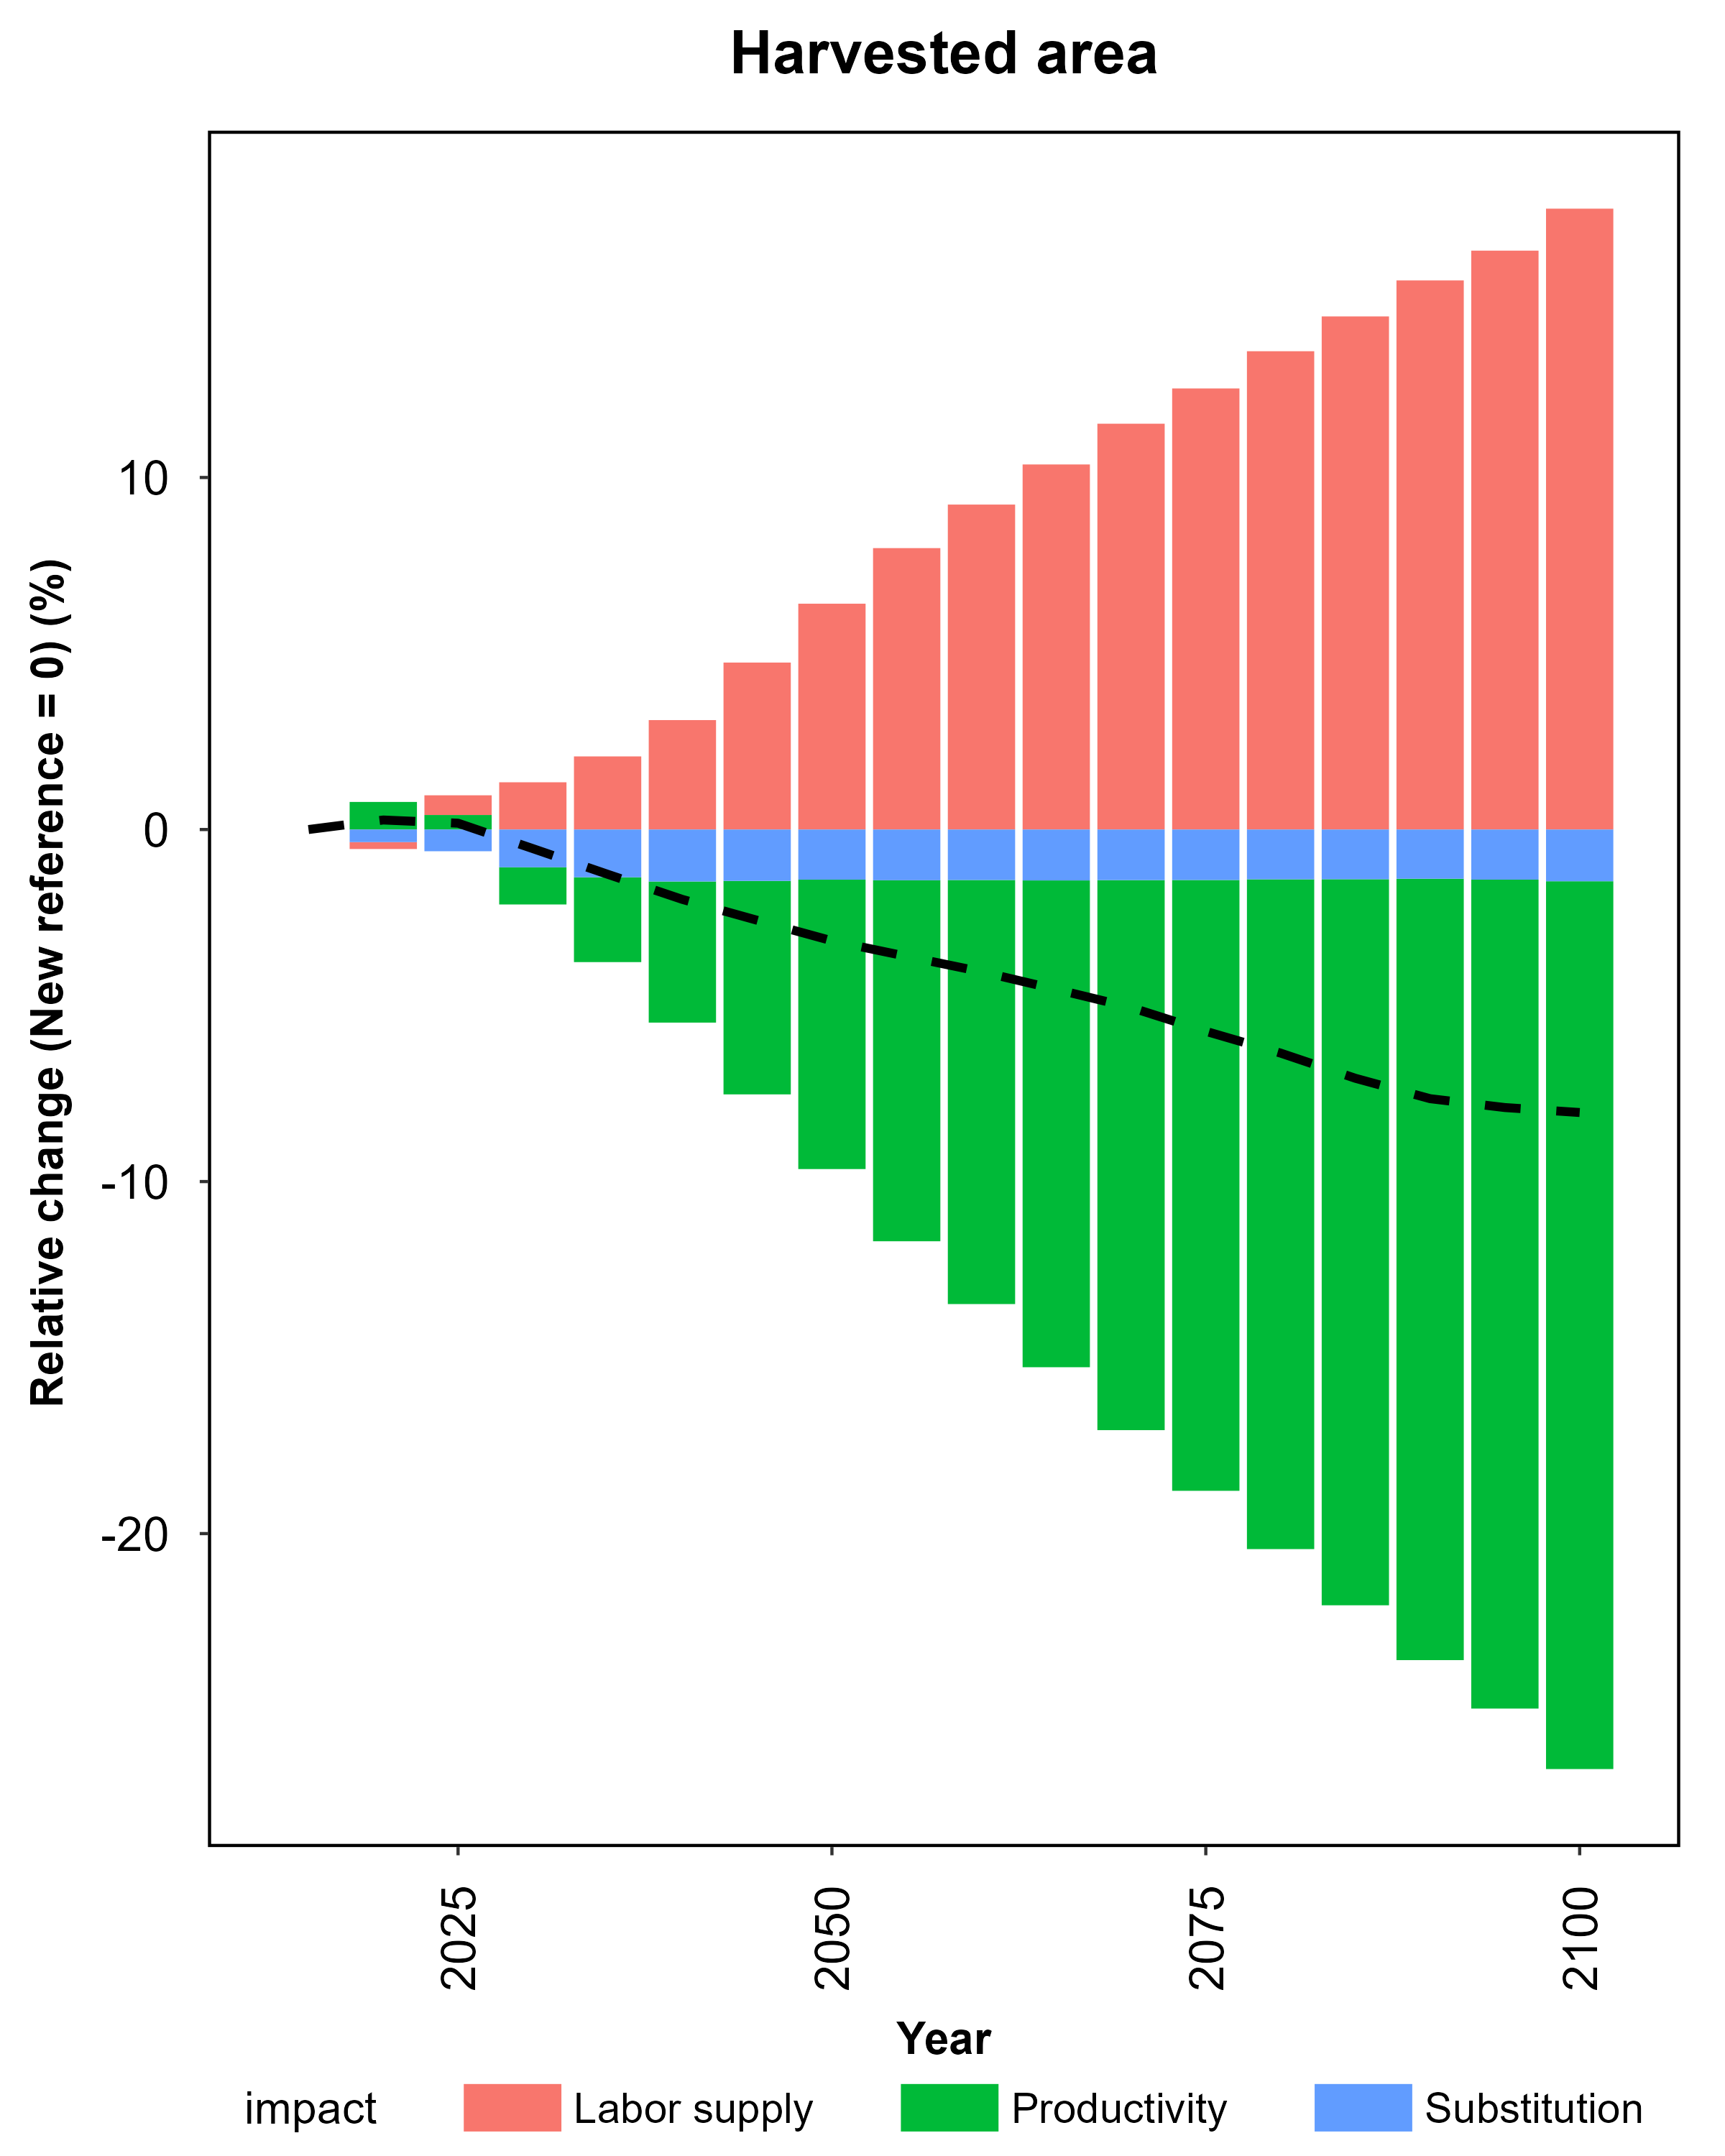 Harvested area
Relative change (New reference = 0) (%)
10
0
-10
-20
2025
2050
2075
2100
Year
impact
Labor supply
Productivity
Substitution